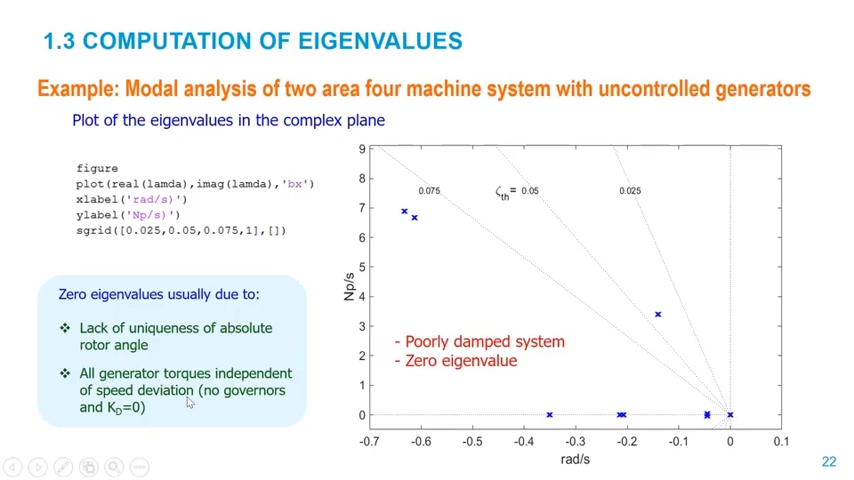 1.3 COMPUTATION OF EIGENVALUES
Example: Modal analysis of two area four machine system with uncontrolled generators
Plot of the eigenvalues in the complex plane
figure
plot(real(lamda),imag(lamda),'bx')
xlabel('rad/s)')
ylabel('Np/s)')
sgrid([0.025,0.05,0.075,1],[])
Zero eigenvalues usually due to:
❖ Lack of uniqueness of absolute
rotor angle
❖ All generator torques independent
of speed deviation (no governors
and K_D=0)
9
8
7
6
5
4
3
2
1
0
Np/s
0.075
ζ_th= 0.05
0.025
- Poorly damped system
- Zero eigenvalue
-0.7 -0.6 -0.5 -0.4 -0.3 -0.2 -0.1 0 0.1
rad/s
22